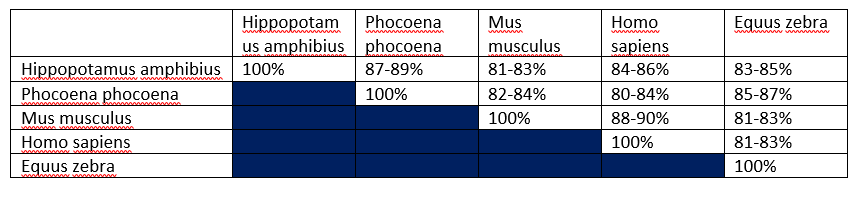 Hippopotam Phocoena Mus Homo Equus zebra
us amphibius phocoena musculus sapiens
Hippopotamus amphibius 100% 87-89% 81-83% 84-86% 83-85%
Phocoena phocoena 100% 82-84% 80-84% 85-87%
Mus musculus 100% 88-90% 81-83%
Homo sapiens 100% 81-83%
Equus zebra 100%